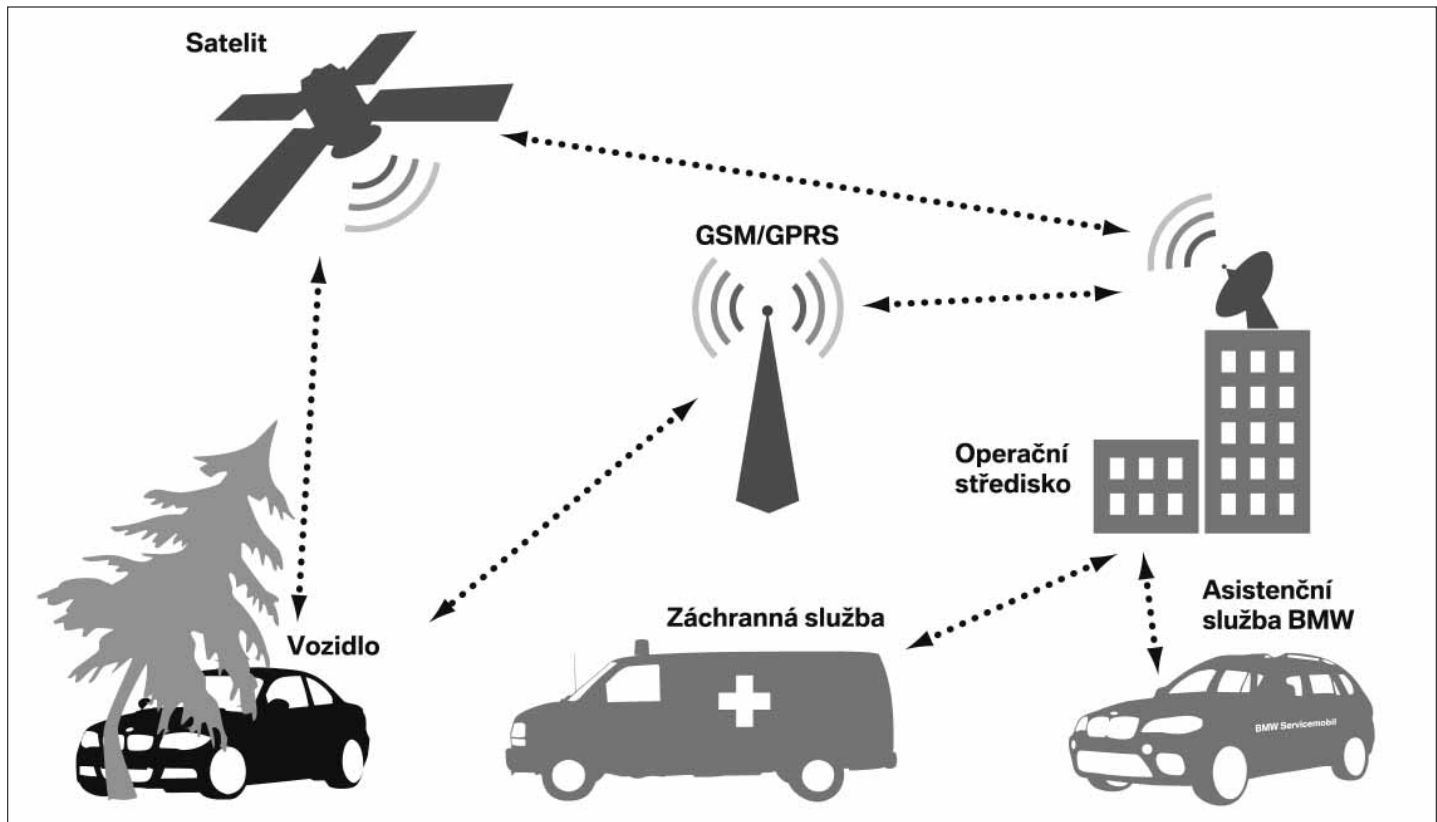 Satelit
GSM/GPRS
Operační
středisko
Asistenční
služba BMW
Záchranná služba
Vozidlo
BMW Servicemobil